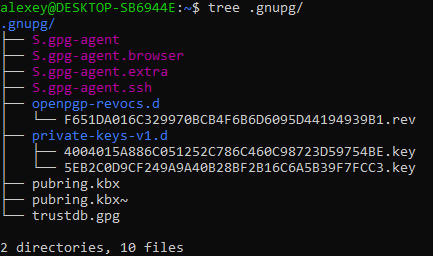 alexey@DESKTOP-SB6944E:~$ tree .gnupg/
.gnupg/
├── S.gpg-agent
├── S.gpg-agent.browser
├── S.gpg-agent.extra
├── S.gpg-agent.ssh
├── openpgp-revocs.d
│   └── F651DA016C329970BCB4F6B6D6095D44194939B1.rev
├── private-keys-v1.d
│   ├── 4004015A886C051252C786C460C98723D59754BE.key
│   └── 5EB2C0D9CF249A9A40B28BF2B16C6A5B39F7FCC3.key
├── pubring.kbx
├── pubring.kbx~
└── trustdb.gpg
2 directories, 10 files